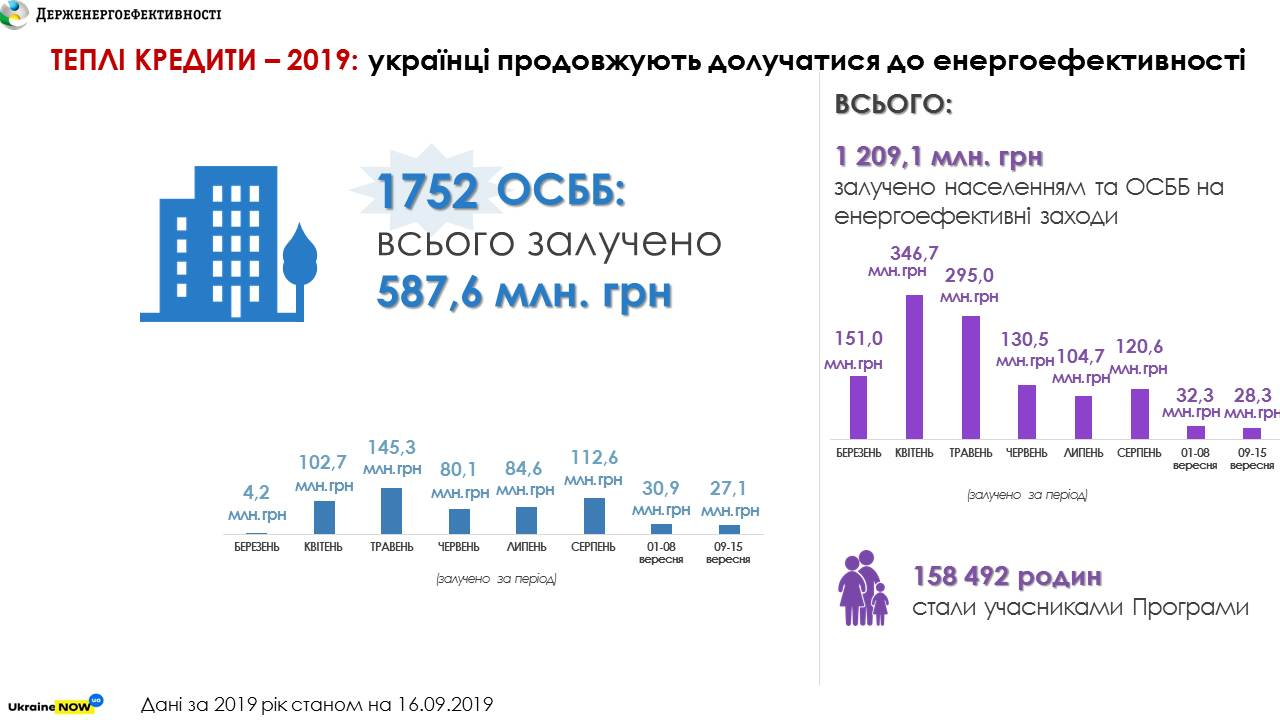 ДЕРЖЕНЕРГОЕФЕКТИВНОСТІ
ТЕПЛІ КРЕДИТИ – 2019: українці продовжують долучатися до енергоефективності
1752 ОСББ:
всього залучено
587,6 млн. грн
4,2
млн.грн
102,7
млн.грн
145,3
млн.грн
80,1
млн.грн
84,6
млн.грн
112,6
млн.грн
30,9
млн.грн
27,1
млн.грн
БЕРЕЗЕНЬ КВІТЕНЬ ТРАВЕНЬ ЧЕРВЕНЬ ЛИПЕНЬ СЕРПЕНЬ 01-08 09-15
вересня вересня
(залучено за період)
ВСЬОГО:
1 209,1 млн. грн
залучено населенням та ОСББ на
енергоефективні заходи
151,0
млн.грн
346,7
млн.грн
295,0
млн.грн
130,5
млн.грн
104,7
млн.грн
120,6
млн.грн
32,3
млн.грн
28,3
млн.грн
БЕРЕЗЕНЬ КВІТЕНЬ ТРАВЕНЬ ЧЕРВЕНЬ ЛИПЕНЬ СЕРПЕНЬ 01-08 09-15
вересня вересня
(залучено за період)
158 492 родин
стали учасниками Програми
Ukraine NOW ua
Дані за 2019 рік станом на 16.09.2019